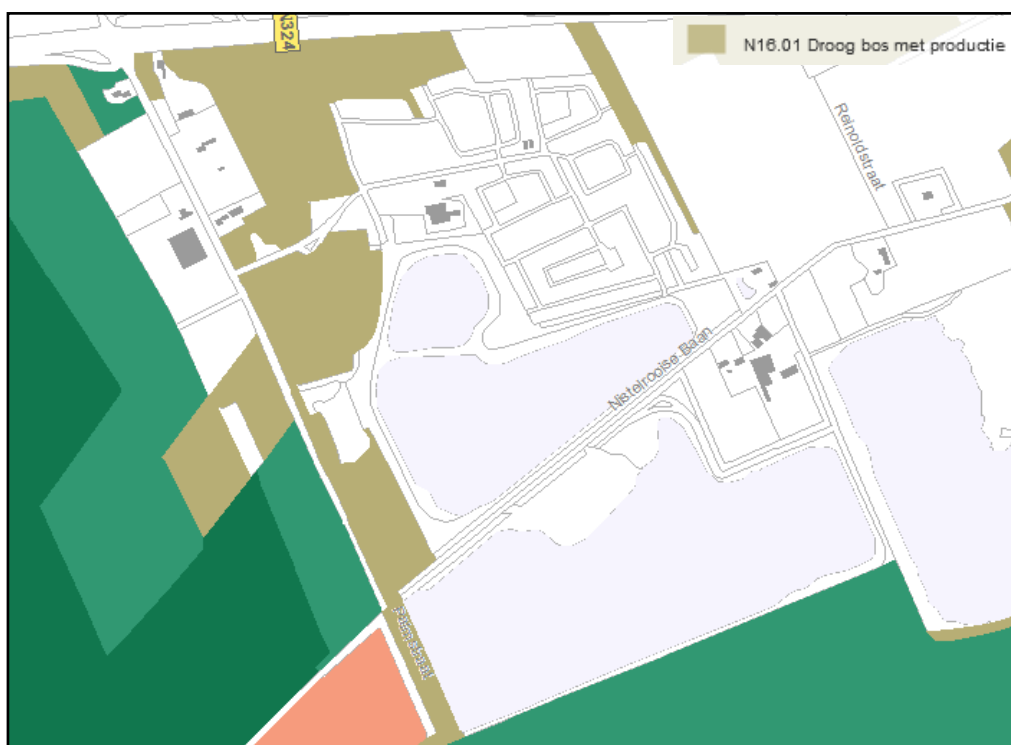 N324
N16.01 Droog bos met productie
Reinoldstraat
Nistelrooise Baan